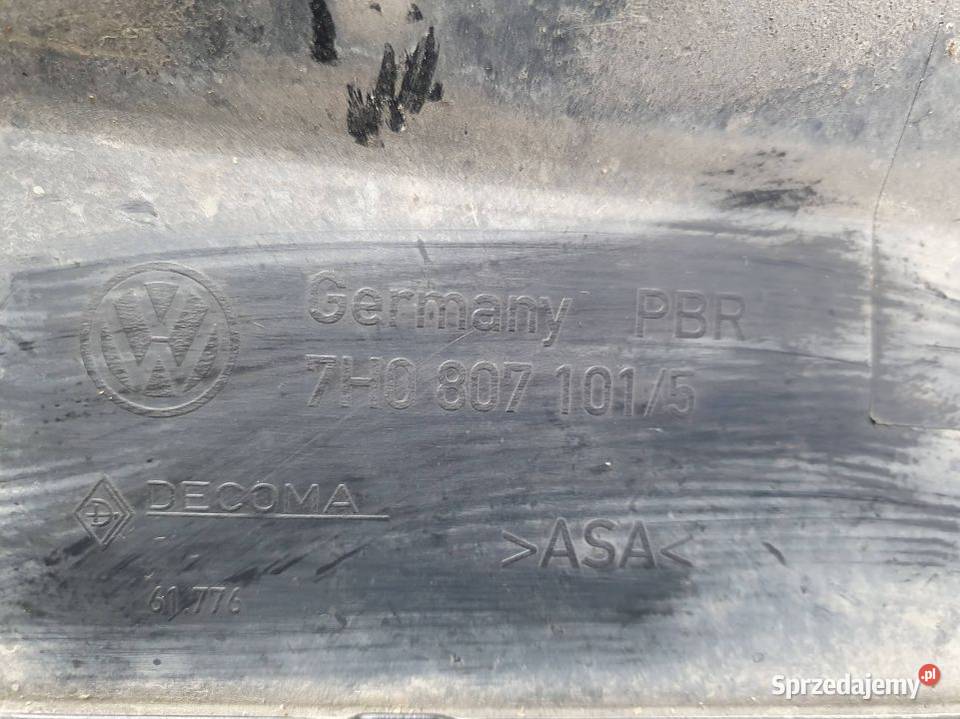 Germany PBR
7H0 807 101/5
DECOMA
>ASA<
61.776
Sprzedajemy.pl